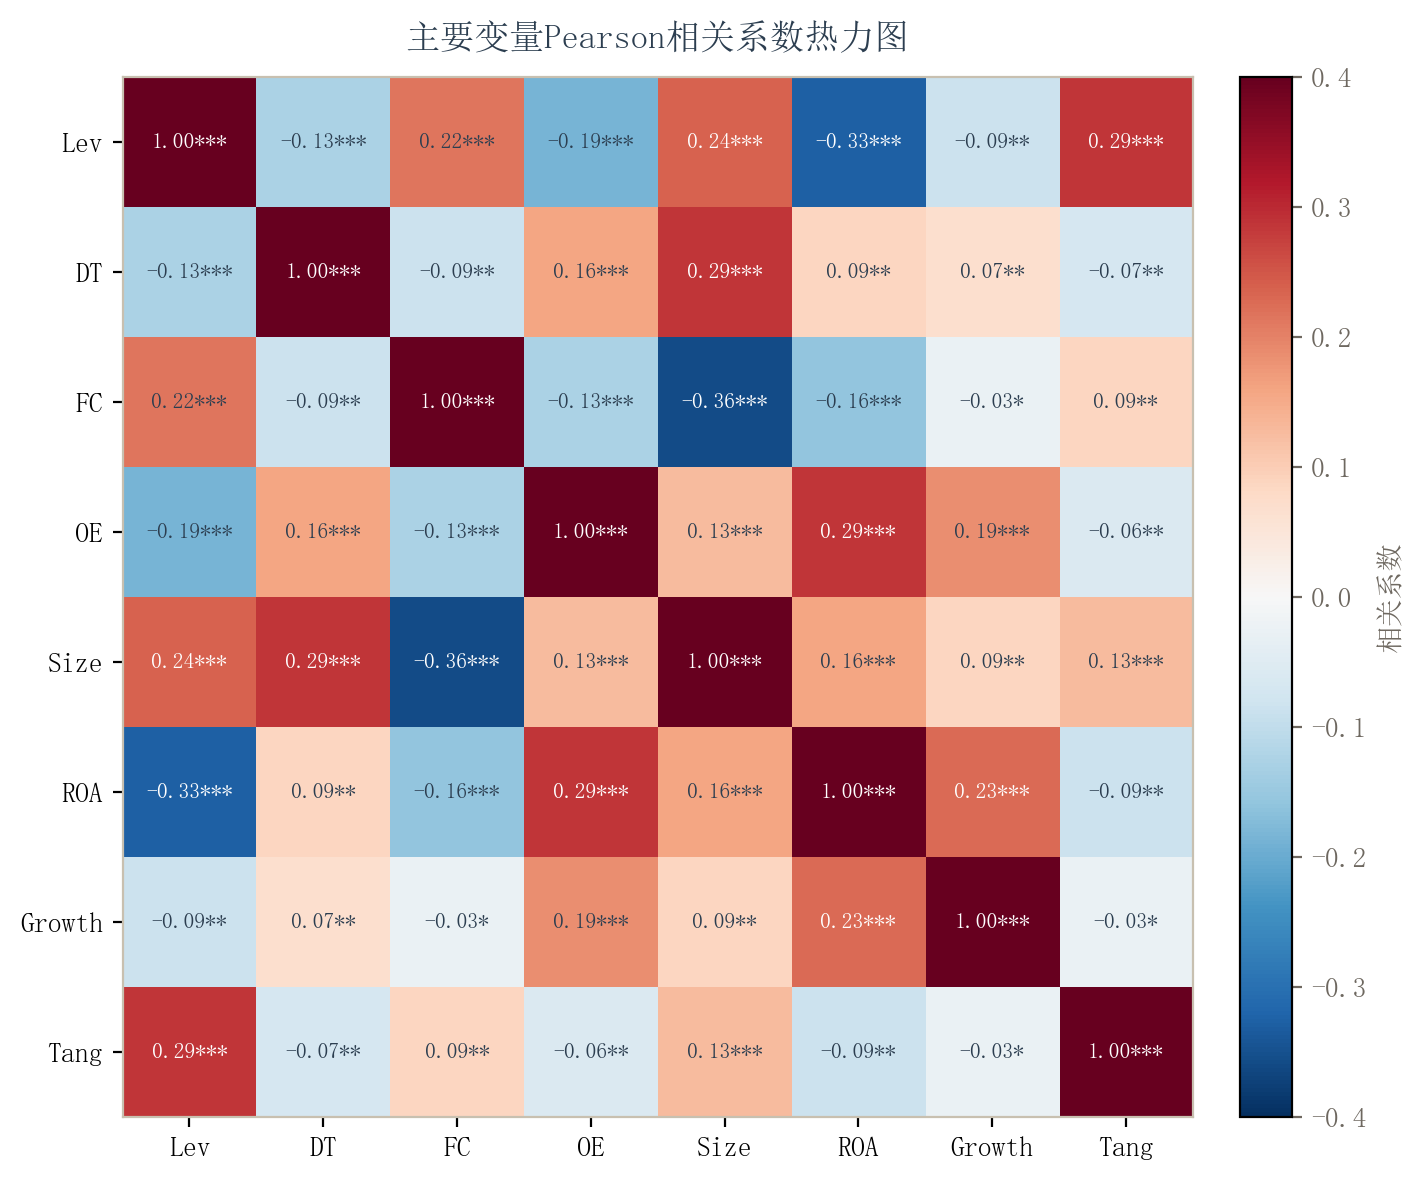 主要变量Pearson相关系数热力图
Lev 1.00*** -0.13*** 0.22*** -0.19*** 0.24*** -0.33*** -0.09** 0.29***
DT -0.13*** 1.00*** -0.09** 0.16*** 0.29*** 0.09** 0.07** -0.07**
FC 0.22*** -0.09** 1.00*** -0.13*** -0.36*** -0.16*** -0.03* 0.09**
OE -0.19*** 0.16*** -0.13*** 1.00*** 0.13*** 0.29*** 0.19*** -0.06**
Size 0.24*** 0.29*** -0.36*** 0.13*** 1.00*** 0.16*** 0.09** 0.13***
ROA -0.33*** 0.09** -0.16*** 0.29*** 0.16*** 1.00*** 0.23*** -0.09**
Growth -0.09** 0.07** -0.03* 0.19*** 0.09** 0.23*** 1.00*** -0.03*
Tang 0.29*** -0.07** 0.09** -0.06** 0.13*** -0.09** -0.03* 1.00***
Lev DT FC OE Size ROA Growth Tang
0.4
0.3
0.2
0.1
0.0
-0.1
-0.2
-0.3
-0.4
相关系数